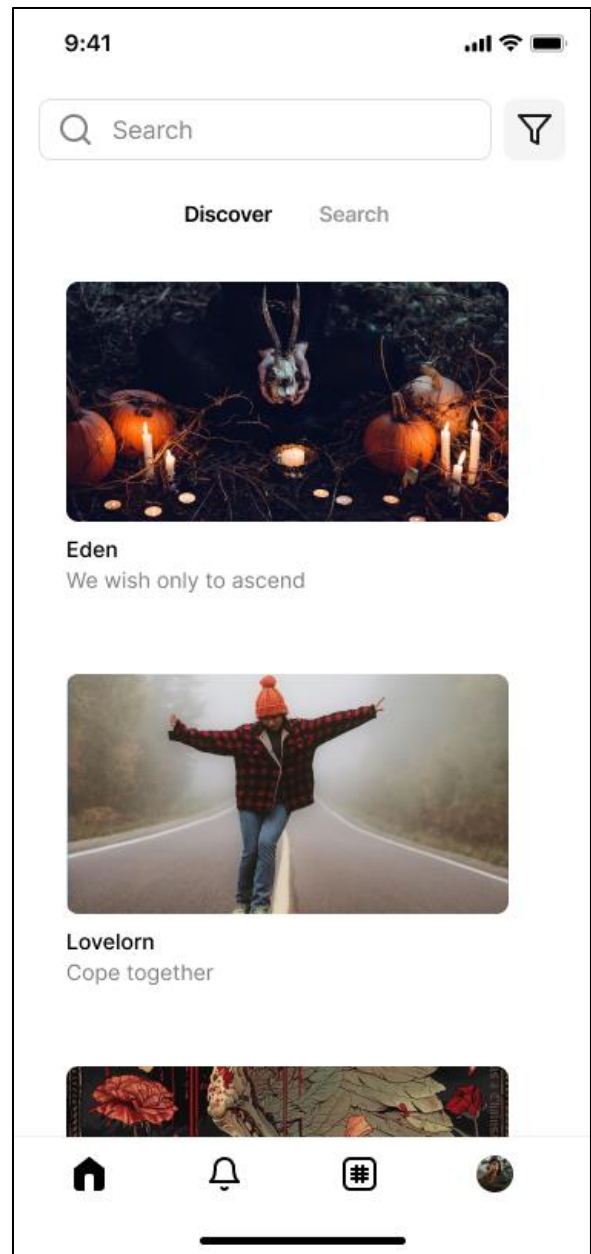 9:41
Search
Discover Search
Eden
We wish only to ascend
Lovelorn
Cope together